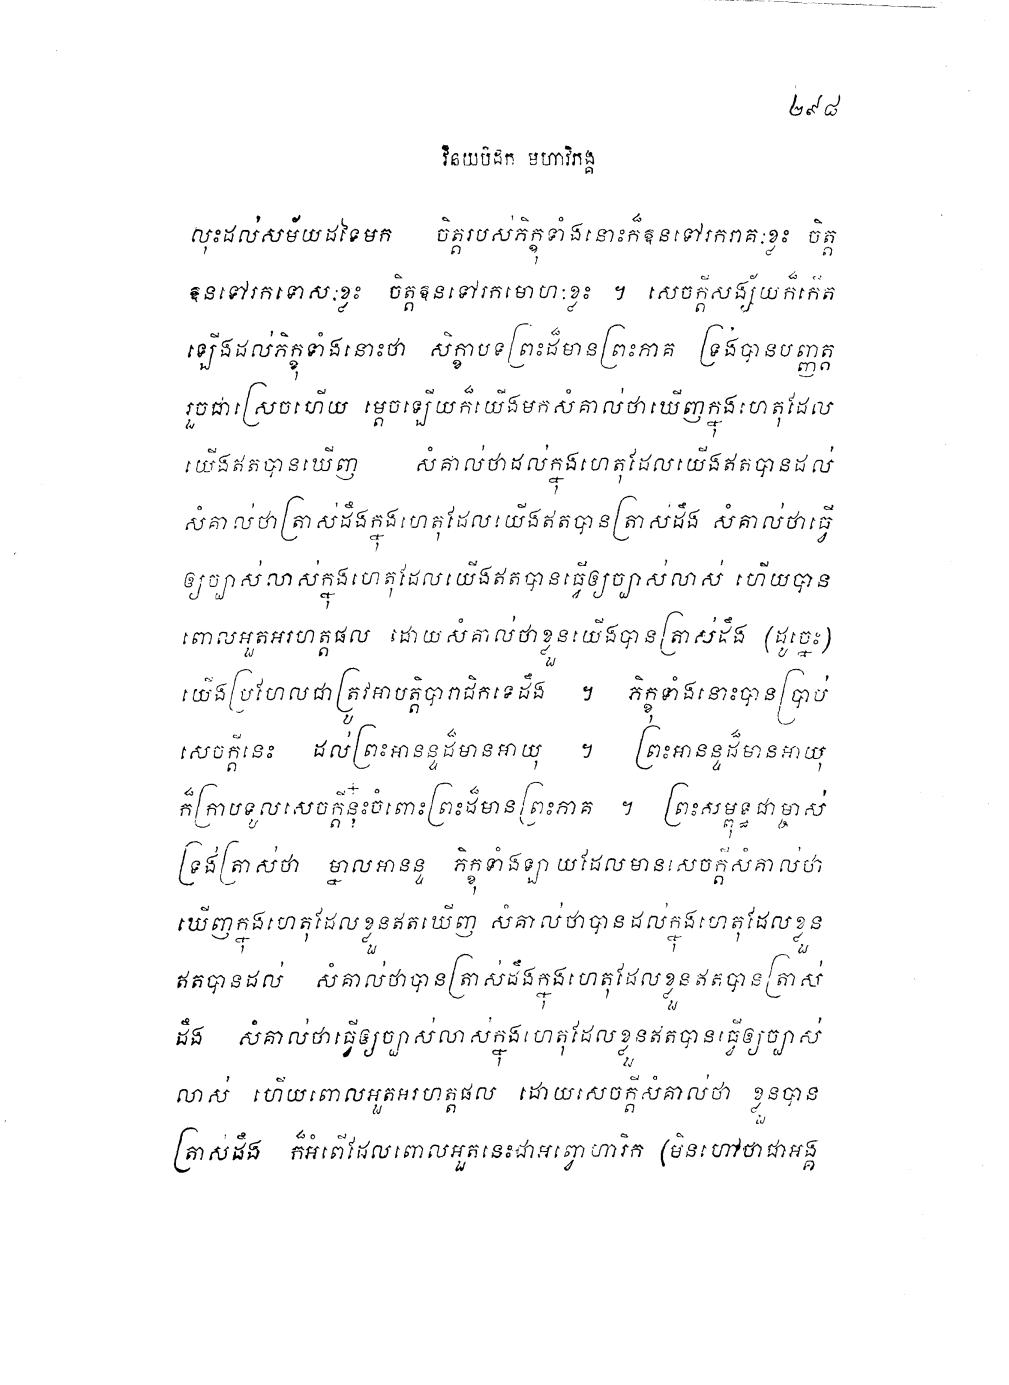 ២៩៨
វិនយបិដក មហាវិភង្គ
លុះដល់សម័យដទៃមក ចិត្តរបស់ភិក្ខុទាំងនោះក៏ឱនទៅរករាគៈខ្លះ ចិត្ត
ឱនទៅរកទោសៈខ្លះ ចិត្តឱនទៅរកមោហៈខ្លះ ។ សេចក្តីសង្ស័យក៏កើត
ឡើងដល់ភិក្ខុទាំងនោះថា សិក្ខាបទព្រះដ៏មានព្រះភាគ ទ្រង់បានបញ្ញត្ត
រួចជាស្រេចហើយ ម្តេចឡើយក៏យើងមកសំគាល់ថាឃើញក្នុងហេតុដែល
យើងឥតបានឃើញ សំគាល់ថាដល់ក្នុងហេតុដែលយើងឥតបានដល់
សំគាល់ថាត្រាស់ដឹងក្នុងហេតុដែលយើងឥតបានត្រាស់ដឹង សំគាល់ថាធ្វើ
ឲ្យច្បាស់លាស់ក្នុងហេតុដែលយើងឥតបានធ្វើឲ្យច្បាស់លាស់ ហើយបាន
ពោលអួតអរហត្តផល ដោយសំគាល់ថាខ្លួនយើងបានត្រាស់ដឹង (ដូច្នេះ)
យើងប្រហែលជាត្រូវអាបត្តិបារាជិកទេដឹង ។ ភិក្ខុទាំងនោះបានប្រាប់
សេចក្តីនេះ ដល់ព្រះអានន្ទដ៏មានអាយុ ។ ព្រះអានន្ទដ៏មានអាយុ
ក៏ក្រាបទូលសេចក្តីនុ៎ះចំពោះព្រះដ៏មានព្រះភាគ ។ ព្រះសម្ពុទ្ធជាម្ចាស់
ទ្រង់ត្រាស់ថា ម្នាលអានន្ទ ភិក្ខុទាំងឡាយដែលមានសេចក្តីសំគាល់ថា
ឃើញក្នុងហេតុដែលខ្លួនឥតឃើញ សំគាល់ថាបានដល់ក្នុងហេតុដែលខ្លួន
ឥតបានដល់ សំគាល់ថាបានត្រាស់ដឹងក្នុងហេតុដែលខ្លួនឥតបានត្រាស់
ដឹង សំគាល់ថាធ្វើឲ្យច្បាស់លាស់ក្នុងហេតុដែលខ្លួនឥតបានធ្វើឲ្យច្បាស់
លាស់ ហើយពោលអួតអរហត្តផល ដោយសេចក្តីសំគាល់ថា ខ្លួនបាន
ត្រាស់ដឹង ក៏អំពើដែលពោលអួតនេះជាអព្វោហារិក (មិនហៅថាជាអង្គ